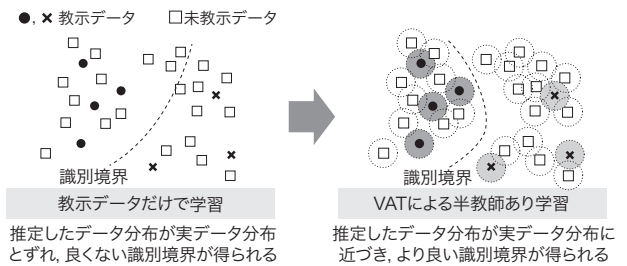 ●, × 教示データ □未教示データ
識別境界
教示データだけで学習
推定したデータ分布が実データ分布
とずれ, 良くない識別境界が得られる
識別境界
VATによる半教師あり学習
推定したデータ分布が実データ分布に
近づき, より良い識別境界が得られる